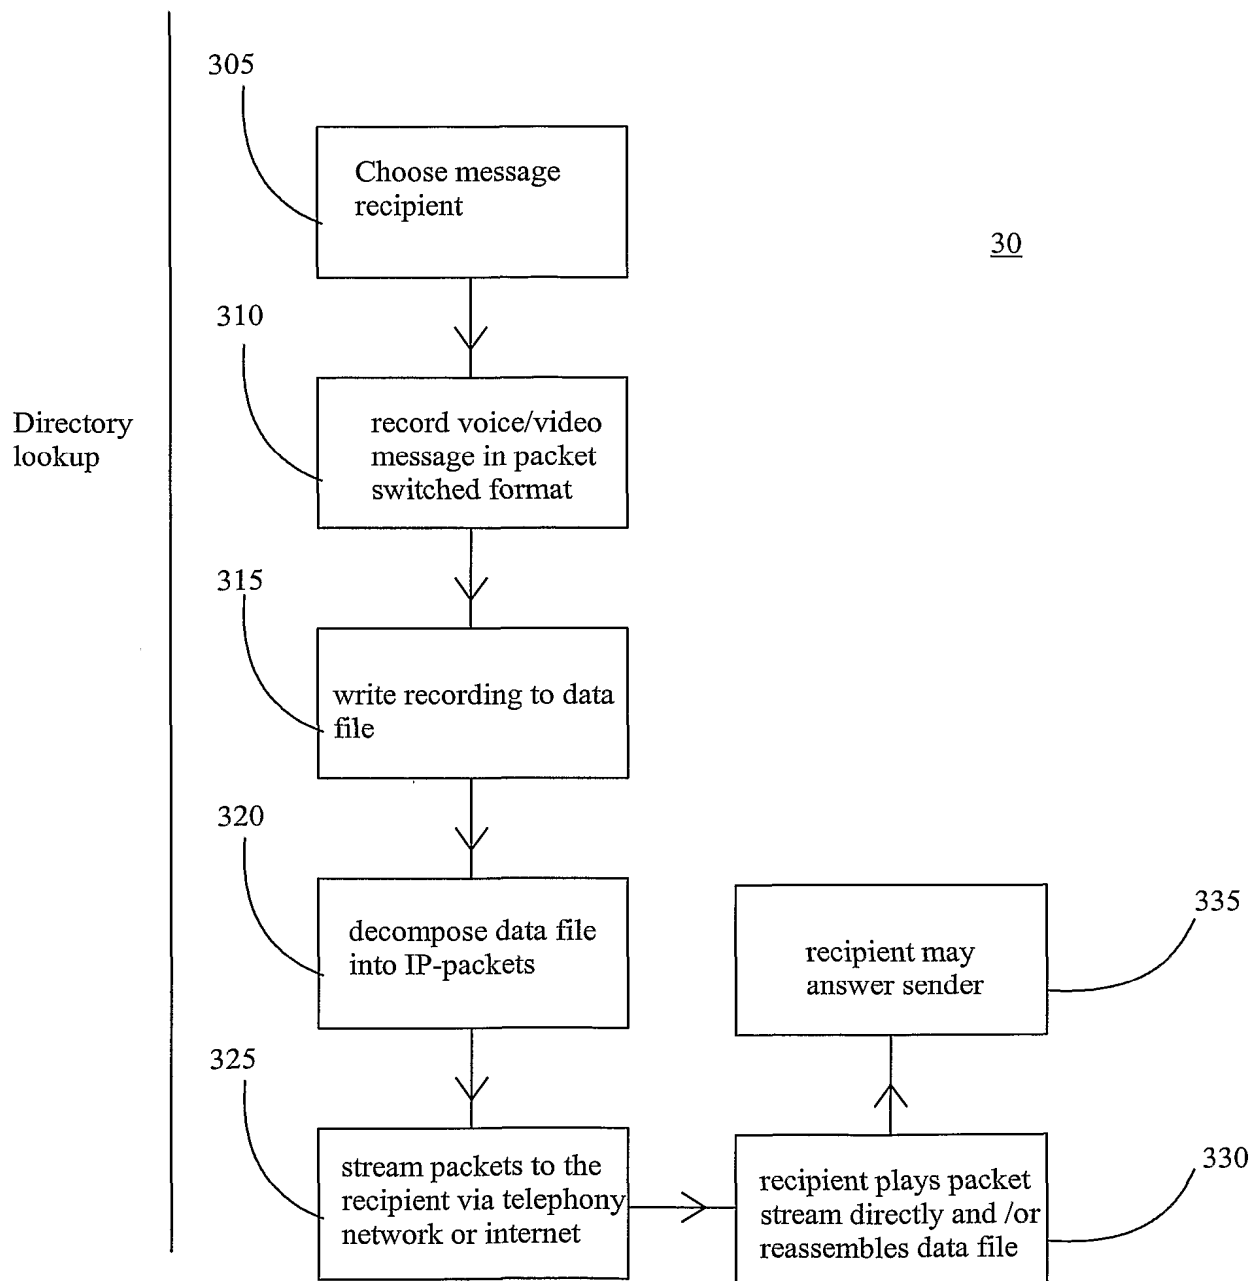 305
Choose message
recipient
30
310
Directory
lookup
record voice/video
message in packet
switched format
315
write recording to data
file
320
decompose data file
into IP-packets
325
stream packets to the
recipient via telephony
network or internet
335
recipient may
answer sender
330
recipient plays packet
stream directly and /or
reassembles data file